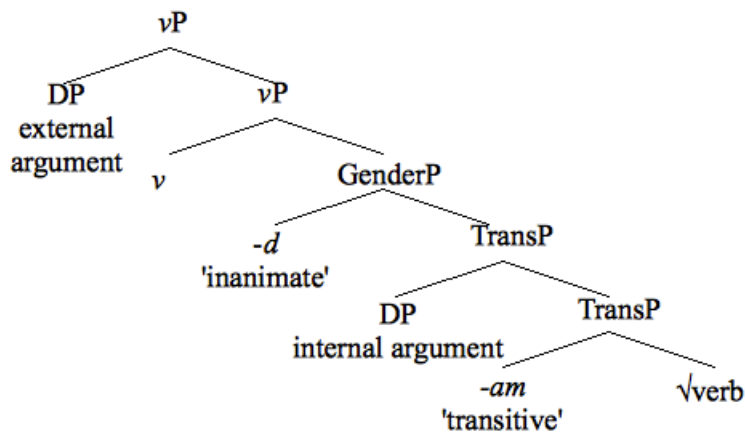 vP
DP
external
argument
vP
v
GenderP
-d
'inanimate'
TransP
DP
internal argument
TransP
-am
'transitive'
√verb